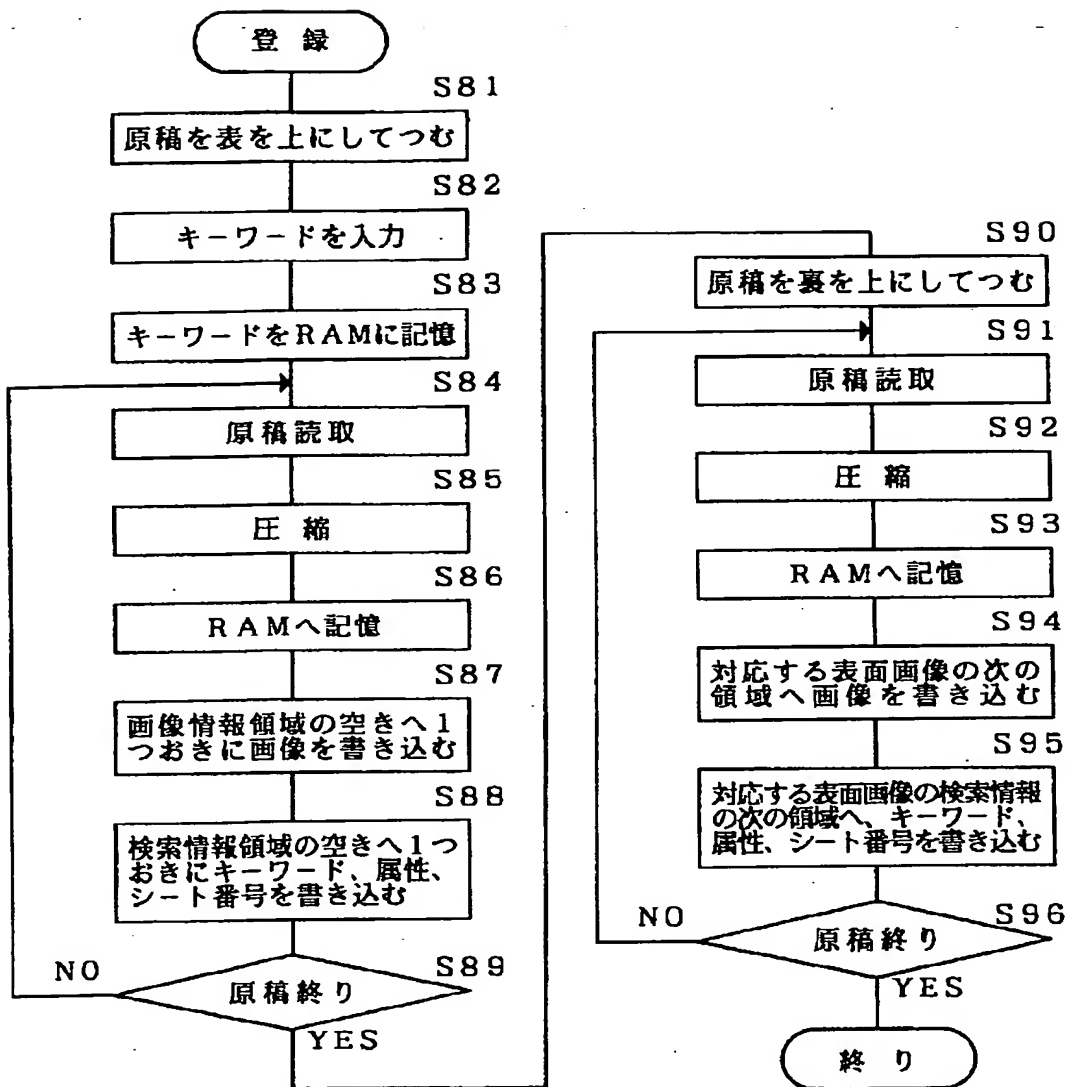 登録
S81
原稿を表を上にしてつむ
S82
キーワードを入力
S83
キーワードをRAMに記憶
S84
原稿読取
S85
圧縮
S86
RAMへ記憶
S87
画像情報領域の空きへ1
つおきに画像を書き込む
S88
検索情報領域の空きへ1つ
おきにキーワード、属性、
シート番号を書き込む
S89
NO
原稿終り
YES
S90
原稿を裏を上にしてつむ
S91
原稿読取
S92
圧縮
S93
RAMへ記憶
S94
対応する表面画像の次の
領域へ画像を書き込む
S95
対応する表面画像の検索情報
の次の領域へ、キーワード、
属性、シート番号を書き込む
S96
NO
原稿終り
YES
終り